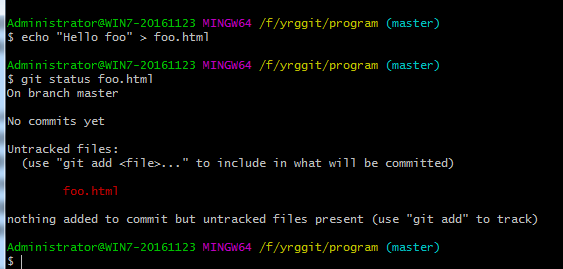 Administrator@WIN7-20161123 MINGW64 /f/yrggit/program (master)
$ echo "Hello foo" > foo.html
Administrator@WIN7-20161123 MINGW64 /f/yrggit/program (master)
$ git status foo.html
On branch master
No commits yet
Untracked files:
(use "git add <file>..." to include in what will be committed)
foo.html
nothing added to commit but untracked files present (use "git add" to track)
Administrator@WIN7-20161123 MINGW64 /f/yrggit/program (master)
$